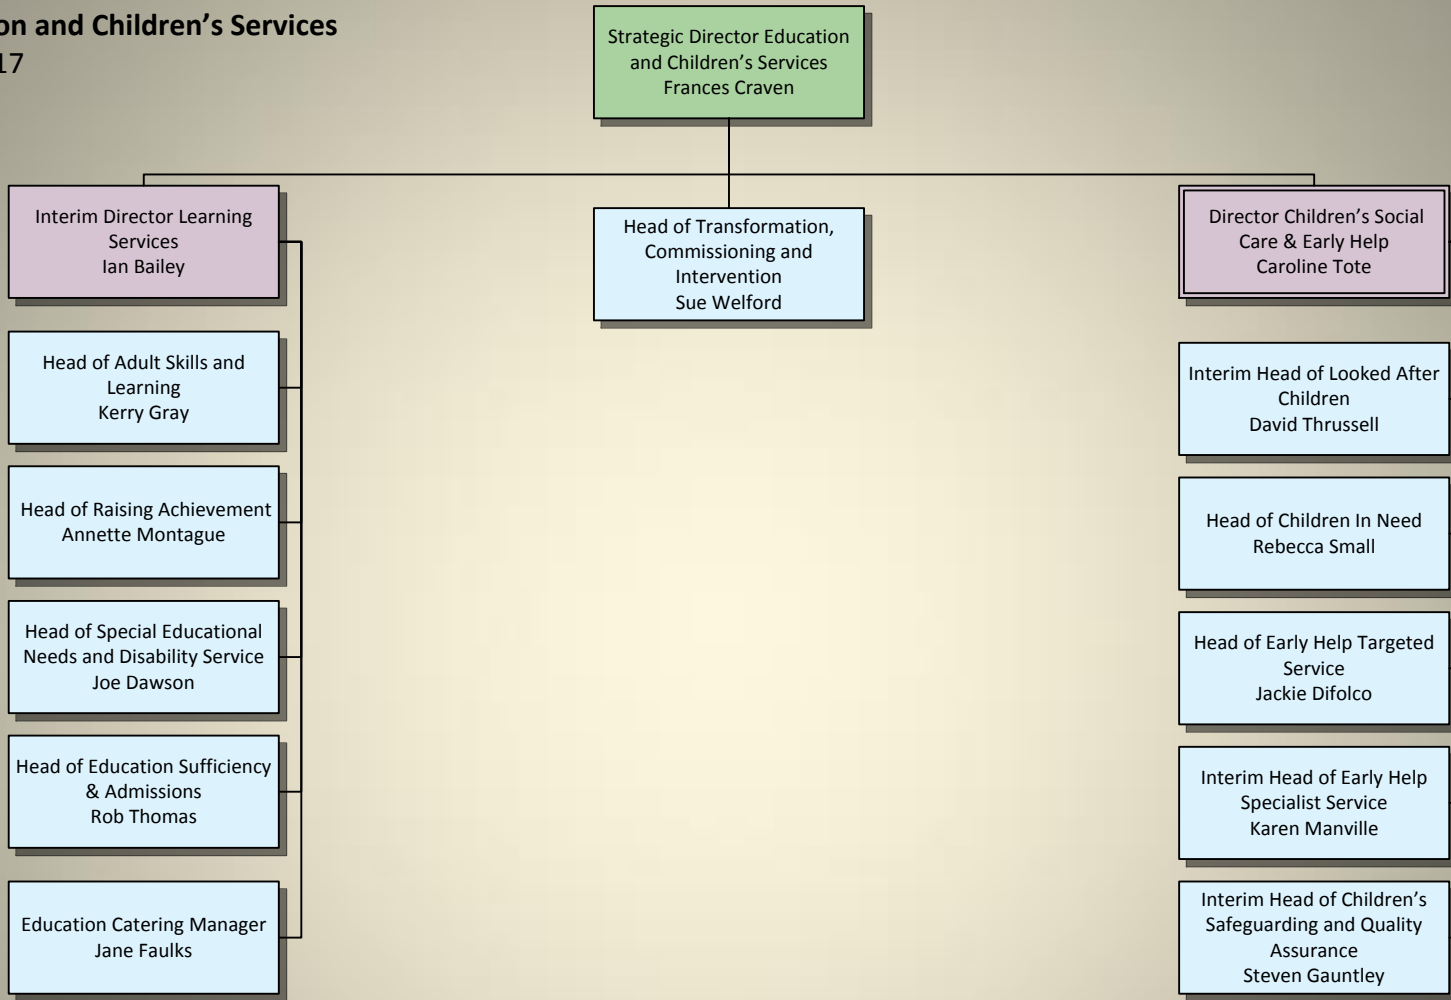 on and Children's Services
17
Strategic Director Education
and Children's Services
Frances Craven
Interim Director Learning
Services
Ian Bailey
Head of Transformation,
Commissioning and
Intervention
Sue Welford
Director Children's Social
Care & Early Help
Caroline Tote
Head of Adult Skills and
Learning
Kerry Gray
Head of Raising Achievement
Annette Montague
Head of Special Educational
Needs and Disability Service
Joe Dawson
Head of Education Sufficiency
& Admissions
Rob Thomas
Education Catering Manager
Jane Faulks
Interim Head of Looked After
Children
David Thrussell
Head of Children In Need
Rebecca Small
Head of Early Help Targeted
Service
Jackie Difolco
Interim Head of Early Help
Specialist Service
Karen Manville
Interim Head of Children's
Safeguarding and Quality
Assurance
Steven Gauntley